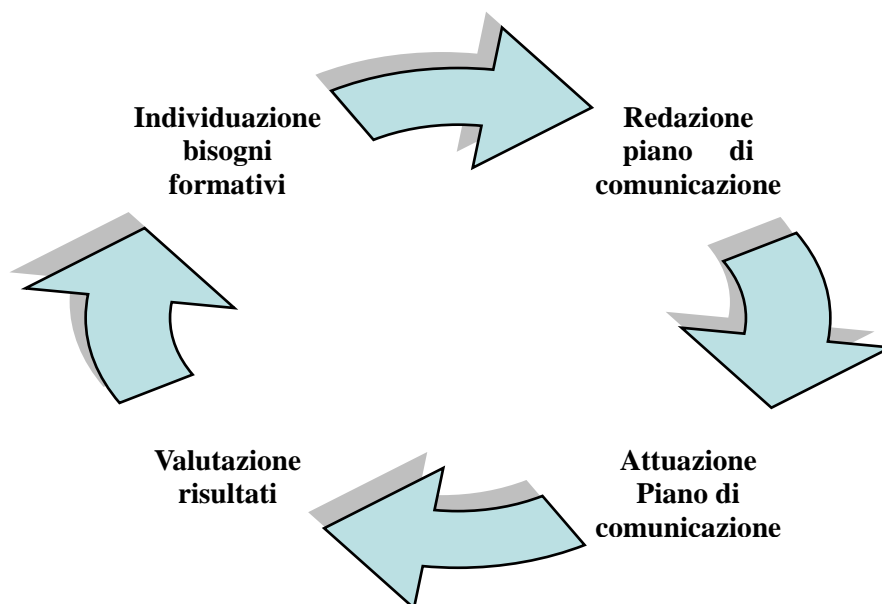 Individuazione
bisogni
formativi
Redazione
piano di
comunicazione
Valutazione
risultati
Attuazione
Piano di
comunicazione